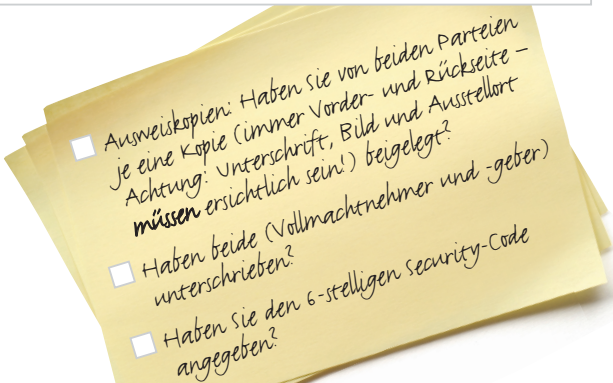 Ausweiskopien: Haben Sie von beiden Parteien
je eine Kopie (immer Vorder- und Rückseite –
Achtung: Unterschrift, Bild und Ausstellort
müssen ersichtlich sein!) beigelegt?
Haben beide (Vollmachtnehmer und -geber)
unterschrieben?
Haben Sie den 6-stelligen Security-Code
angegeben?